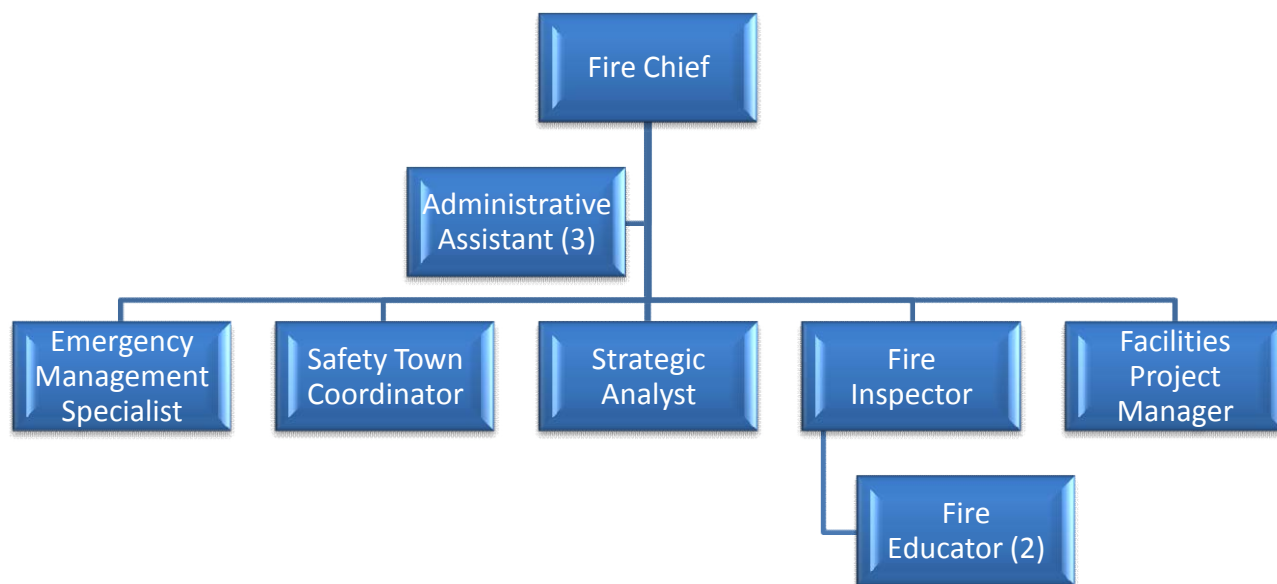 Fire Chief
Administrative
Assistant (3)
Emergency
Management
Specialist
Safety Town
Coordinator
Strategic
Analyst
Fire
Inspector
Facilities
Project
Manager
Fire
Educator (2)